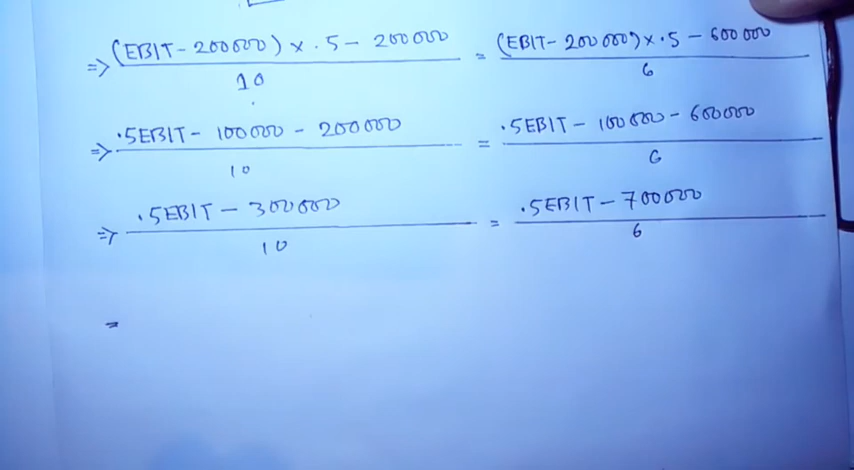 => (EBIT - 200000) x .5 - 200000 / 10 = (EBIT - 200000) x .5 - 600000 / 6
=> .5EBIT - 100000 - 200000 / 10 = .5EBIT - 100000 - 600000 / 6
=> .5EBIT - 300000 / 10 = .5EBIT - 700000 / 6
=